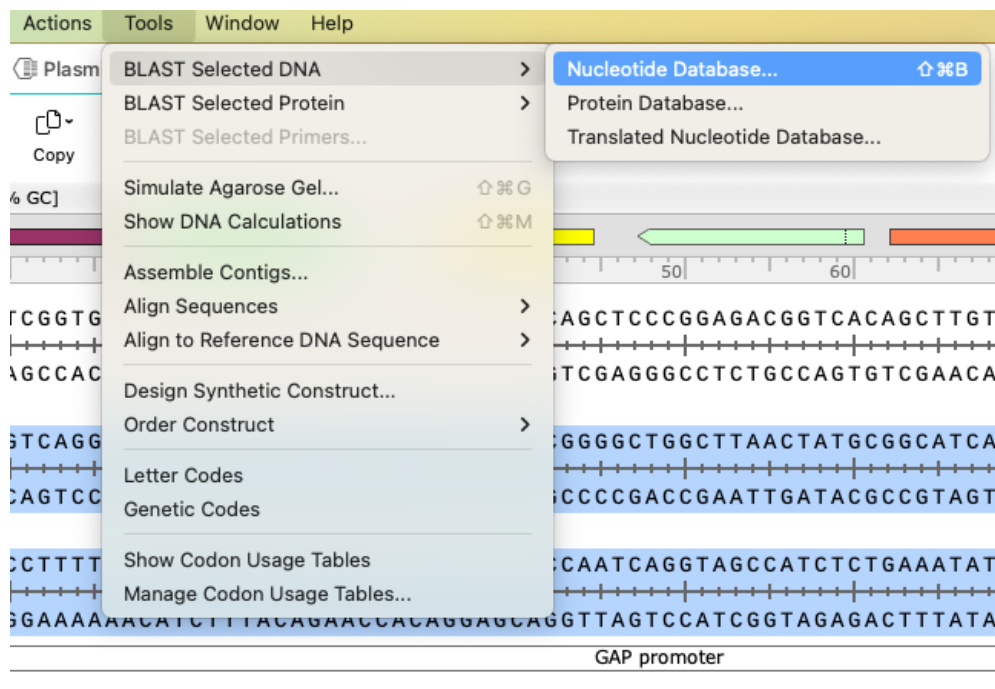 Actions Tools Window Help
Plasm
BLAST Selected DNA
Nucleotide Database... ⇧⌘B
BLAST Selected Protein
Protein Database...
BLAST Selected Primers...
Translated Nucleotide Database...
Copy
Simulate Agarose Gel... ⇧⌘G
% GC]
Show DNA Calculations ⇧⌘M
Assemble Contigs...
50 60
Align Sequences
TCGGTG CAGCTCCCGGAGACGGTCACAGCTTGT
Align to Reference DNA Sequence
AGCCAC GTCGAGGGCCTCTGCCAGTGTCGAACA
Design Synthetic Construct...
Order Construct
GTCAGG CGGGGCTGGCTTAACTATGCGGCATCA
Letter Codes
CAGTCC GCCCCGACCGAATTGATACGCCGTAGT
Genetic Codes
Show Codon Usage Tables
CCTTTT CCAATCAGGTAGCCATCTCTGAAATAT
Manage Codon Usage Tables...
GGAAAAAACATCTTTACAGAACCACAGGAGCAGGTTAGTCCATCGGTAGAGACTTTATA
GAP promoter